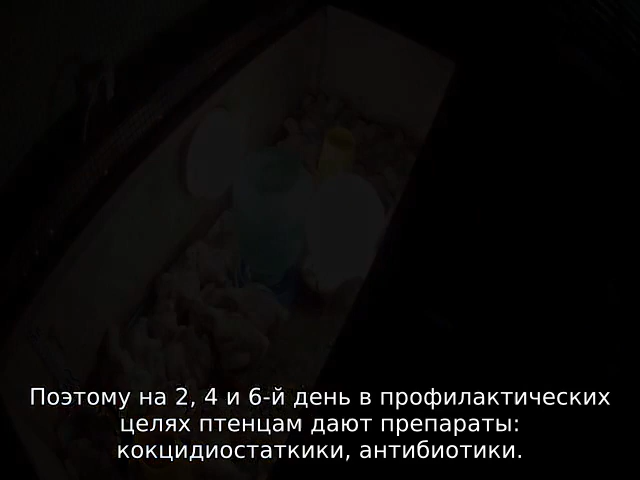 Поэтому на 2, 4 и 6-й день в профилактических
целях птенцам дают препараты:
кокцидиостаткики, антибиотики.